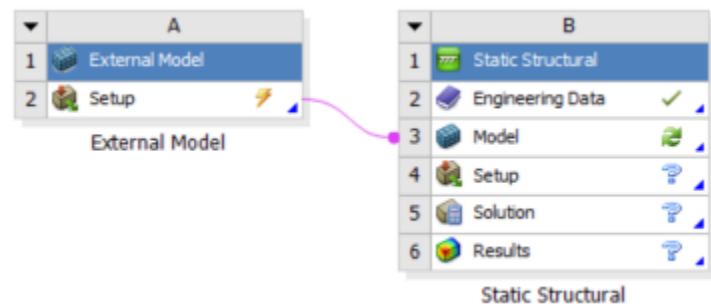 A
1 External Model
2 Setup
External Model
B
1 Static Structural
2 Engineering Data
3 Model
4 Setup
5 Solution
6 Results
Static Structural